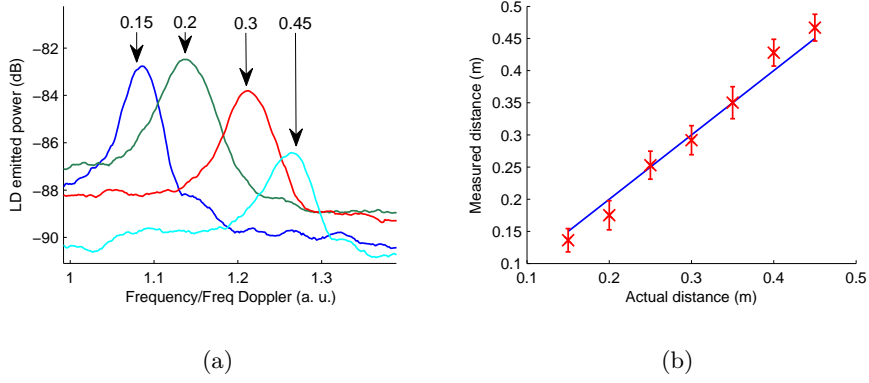 0.15 0.2 0.3 0.45
−82
−84
−86
−88
−90
LD emitted power (dB)
1 1.1 1.2 1.3
Frequency/Freq Doppler (a. u.)
(a)
0.5
0.45
0.4
0.35
0.3
0.25
0.2
0.15
0.1
Measured distance (m)
0.1 0.2 0.3 0.4 0.5
Actual distance (m)
(b)